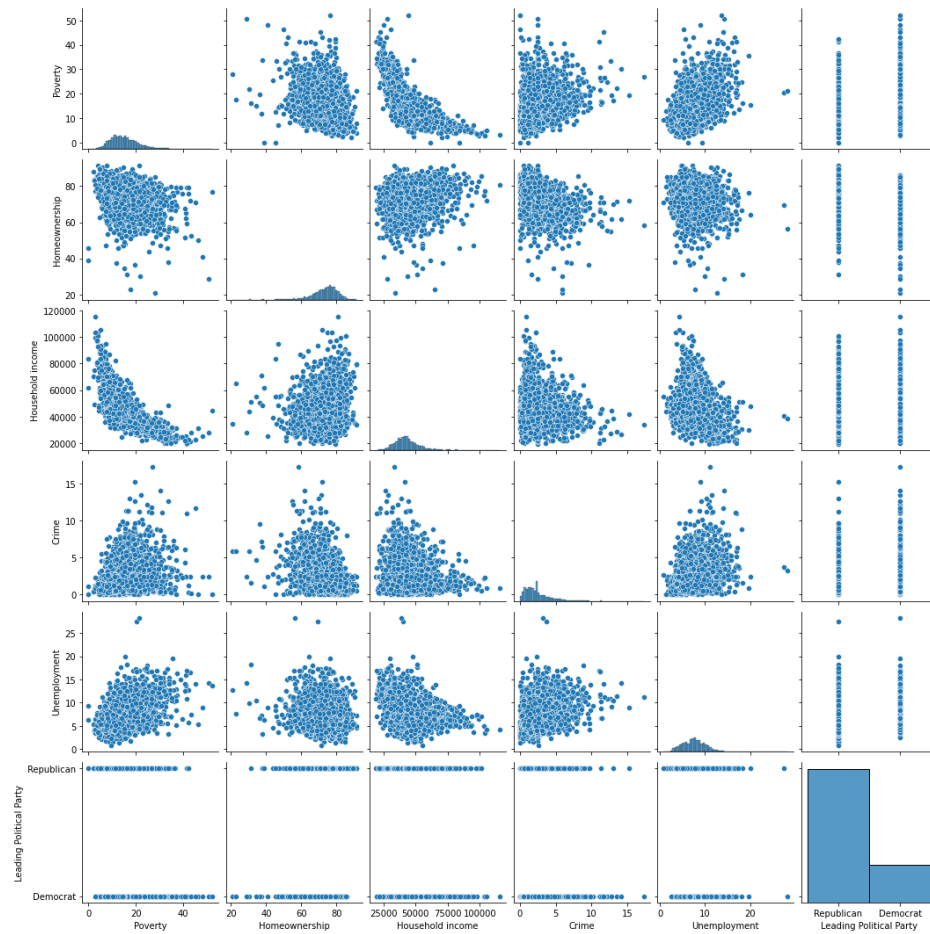 Poverty
50
40
30
20
10
0
Homeownership
80
60
40
20
Household income
120000
100000
80000
60000
40000
20000
Crime
15
10
5
0
Unemployment
25
20
15
10
5
0
Leading Political Party
Republican
Democrat
0 20 40
20 40 60 80
25000 50000 75000 100000
0 5 10 15
0 10 20
Republican Democrat
Poverty
Homeownership
Household income
Crime
Unemployment
Leading Political Party